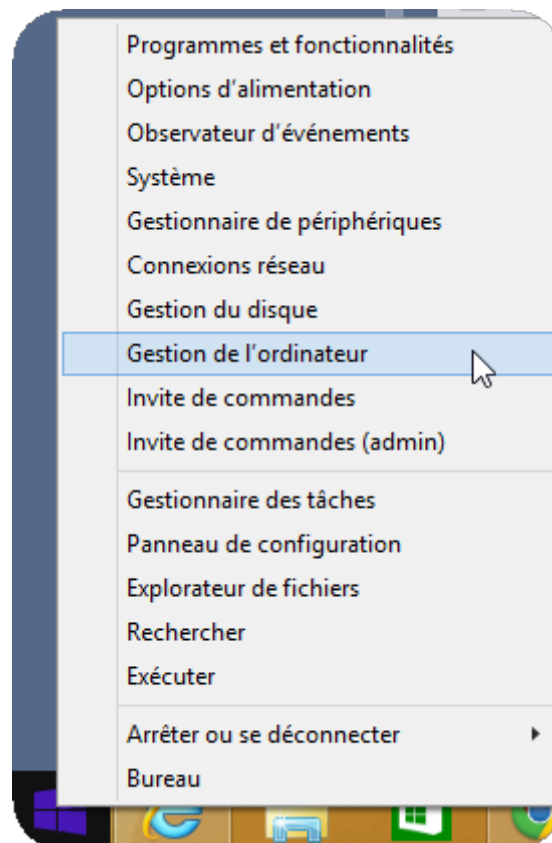 Programmes et fonctionnalités
Options d’alimentation
Observateur d’événements
Système
Gestionnaire de périphériques
Connexions réseau
Gestion du disque
Gestion de l’ordinateur
Invite de commandes
Invite de commandes (admin)
Gestionnaire des tâches
Panneau de configuration
Explorateur de fichiers
Rechercher
Exécuter
Arrêter ou se déconnecter
Bureau